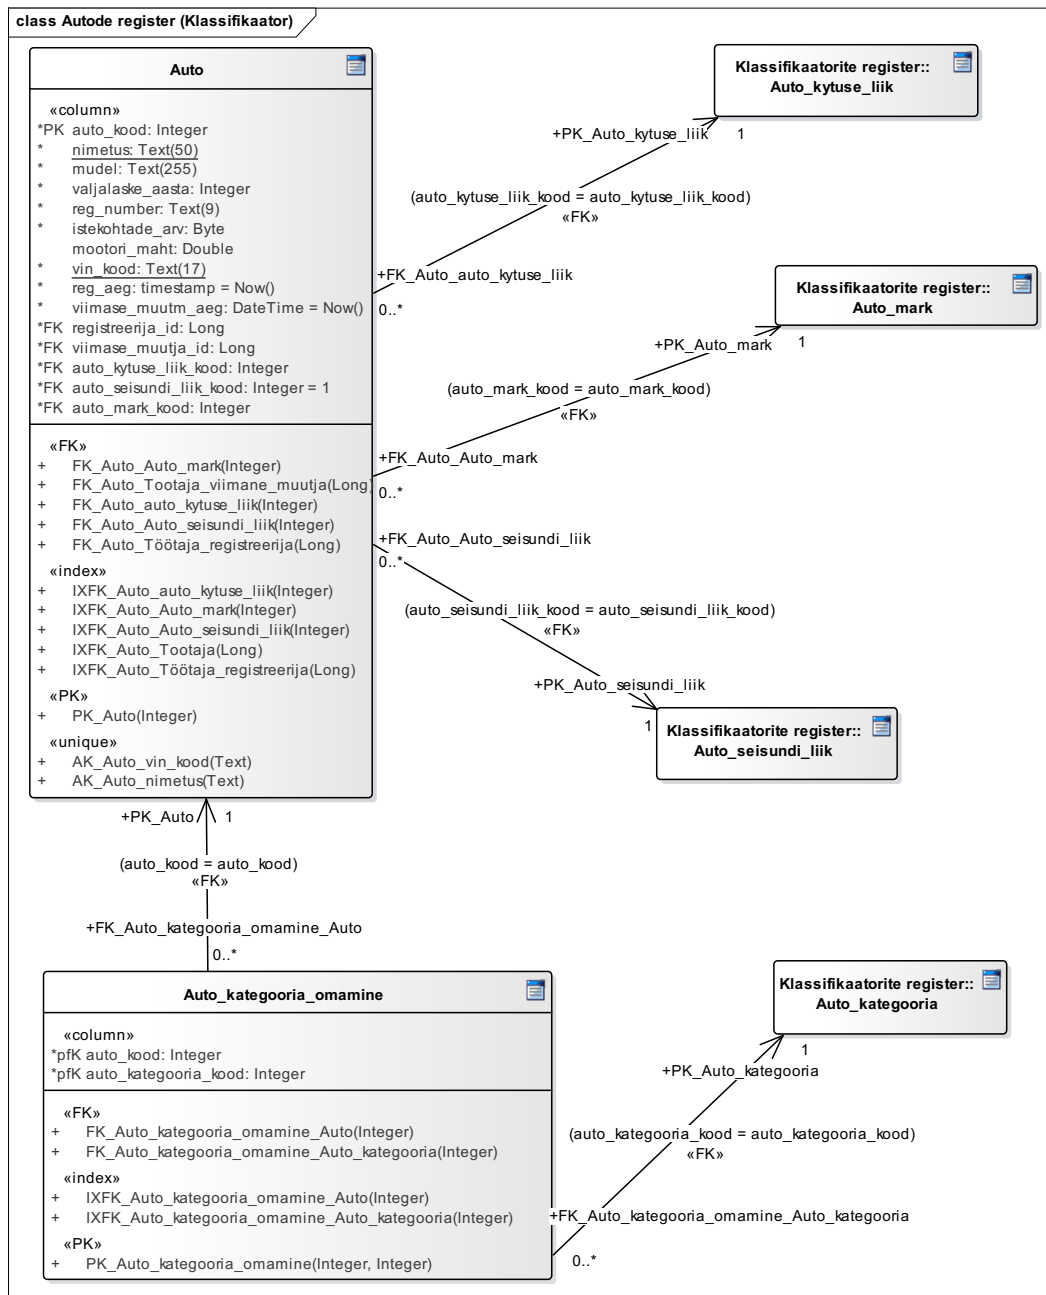 class Autode register (Klassifikaator)
Auto
«column»
*PK auto_kood: Integer
* nimetus: Text(50)
* mudel: Text(255)
* valjalaske_aasta: Integer
* reg_number: Text(9)
* istekohtade_arv: Byte
mootori_maht: Double
* vin_kood: Text(17)
* reg_aeg: timestamp = Now()
* viimase_muutm_aeg: DateTime = Now()
*FK registreerija_id: Long
*FK viimase_muutja_id: Long
*FK auto_kytuse_liik_kood: Integer
*FK auto_seisundi_liik_kood: Integer = 1
*FK auto_mark_kood: Integer
«FK»
+ FK_Auto_Auto_mark(Integer)
+ FK_Auto_Tootaja_viimane_muutja(Long)
+ FK_Auto_auto_kytuse_liik(Integer)
+ FK_Auto_Auto_seisundi_liik(Integer)
+ FK_Auto_Töötaja_registreerija(Long)
«index»
+ IXFK_Auto_auto_kytuse_liik(Integer)
+ IXFK_Auto_Auto_mark(Integer)
+ IXFK_Auto_Auto_seisundi_liik(Integer)
+ IXFK_Auto_Tootaja(Long)
+ IXFK_Auto_Töötaja_registreerija(Long)
«PK»
+ PK_Auto(Integer)
«unique»
+ AK_Auto_vin_kood(Text)
+ AK_Auto_nimetus(Text)
Klassifikaatorite register::
Auto_kytuse_liik
+PK_Auto_kytuse_liik
1
(auto_kytuse_liik_kood = auto_kytuse_liik_kood)
«FK»
+FK_Auto_auto_kytuse_liik
0..*
Klassifikaatorite register::
Auto_mark
+PK_Auto_mark
1
(auto_mark_kood = auto_mark_kood)
«FK»
+FK_Auto_Auto_mark
0..*
+FK_Auto_Auto_seisundi_liik
0..*
(auto_seisundi_liik_kood = auto_seisundi_liik_kood)
«FK»
+PK_Auto_seisundi_liik
1
Klassifikaatorite register::
Auto_seisundi_liik
+PK_Auto
1
(auto_kood = auto_kood)
«FK»
+FK_Auto_kategooria_omamine_Auto
0..*
Auto_kategooria_omamine
«column»
*pfK auto_kood: Integer
*pfK auto_kategooria_kood: Integer
«FK»
+ FK_Auto_kategooria_omamine_Auto(Integer)
+ FK_Auto_kategooria_omamine_Auto_kategooria(Integer)
«index»
+ IXFK_Auto_kategooria_omamine_Auto(Integer)
+ IXFK_Auto_kategooria_omamine_Auto_kategooria(Integer)
«PK»
+ PK_Auto_kategooria_omamine(Integer, Integer)
Klassifikaatorite register::
Auto_kategooria
1
+PK_Auto_kategooria
(auto_kategooria_kood = auto_kategooria_kood)
«FK»
+FK_Auto_kategooria_omamine_Auto_kategooria
0..*